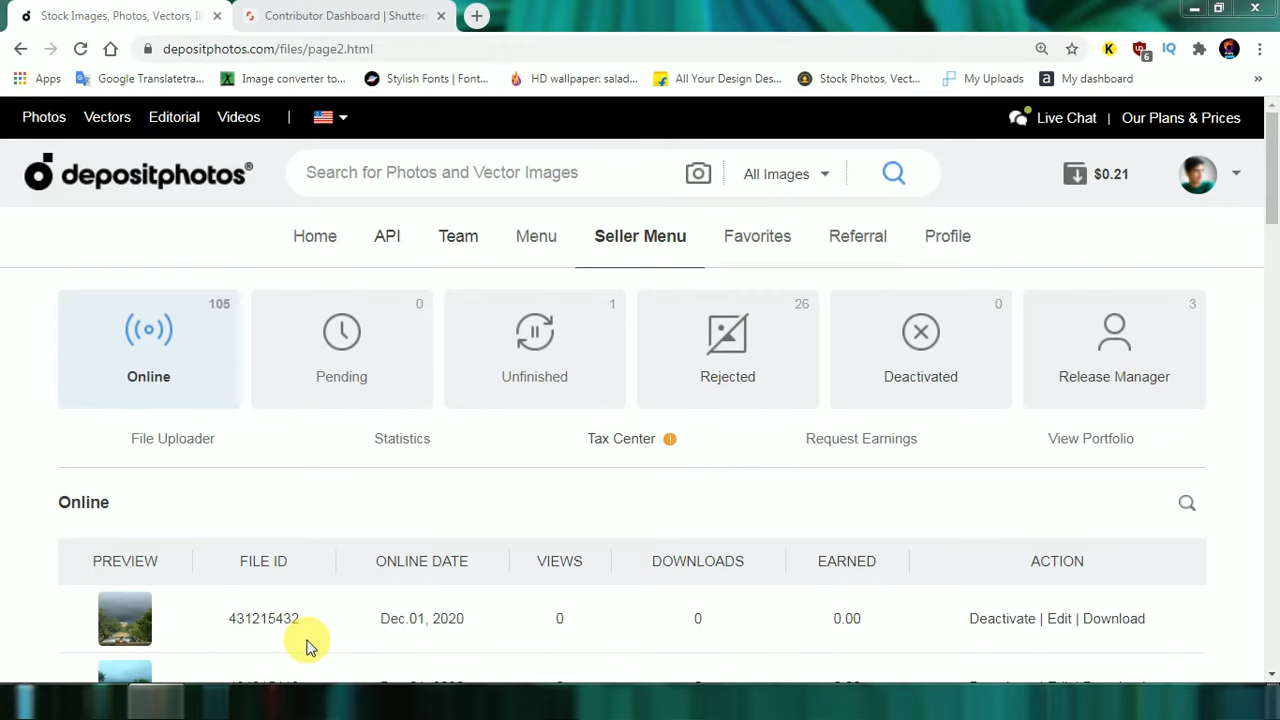 Stock Images, Photos, Vectors, Il
Contributor Dashboard | Shutters
depositphotos.com/files/page2.html
K
6
IQ
Apps
Google Translatetra...
Image converter to...
Stylish Fonts | Font...
HD wallpaper: salad...
All Your Design Des...
Stock Photos, Vect...
My Uploads
a My dashboard
»
Photos Vectors Editorial Videos |
Live Chat | Our Plans & Prices
depositphotos®
Search for Photos and Vector Images
All Images
$0.21
Home API Team Menu Seller Menu Favorites Referral Profile
105 0 1 26 0 3
Online Pending Unfinished Rejected Deactivated Release Manager
File Uploader Statistics Tax Center ! Request Earnings View Portfolio
Online
PREVIEW FILE ID ONLINE DATE VIEWS DOWNLOADS EARNED ACTION
431215432 Dec.01, 2020 0 0 0.00 Deactivate | Edit | Download